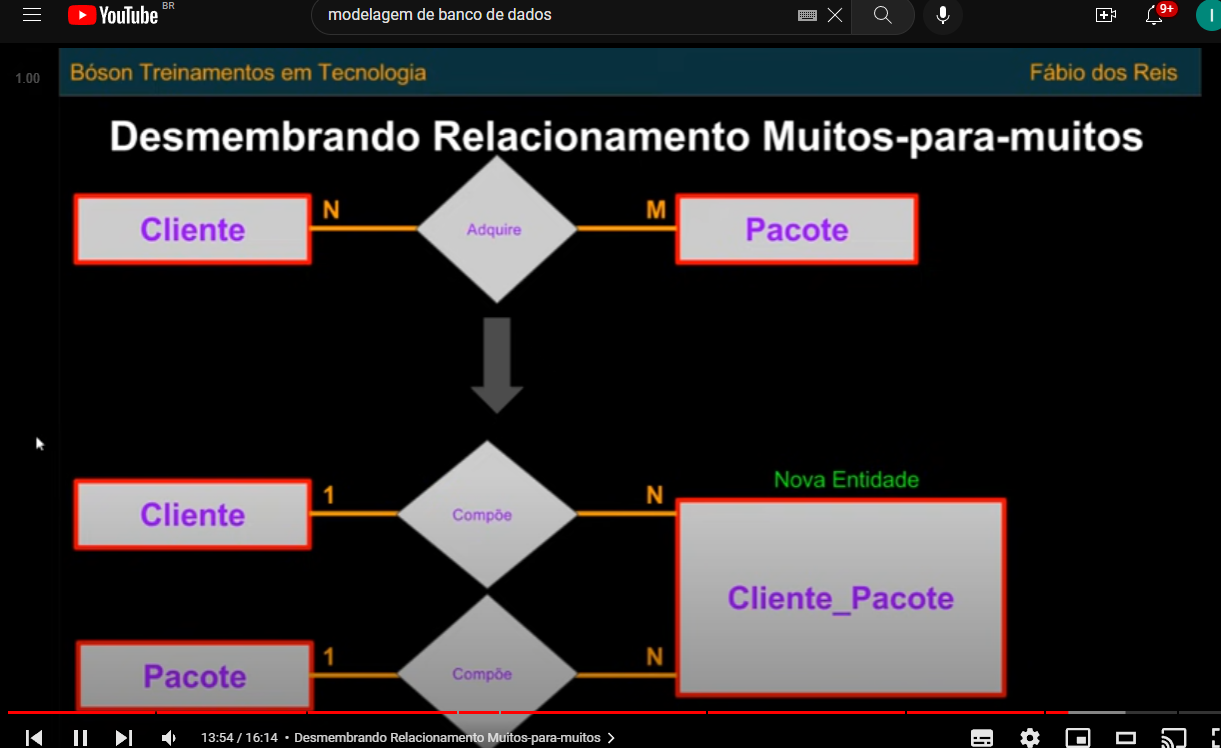 YouTube BR
modelagem de banco de dados
9+
I
1.00
Bóson Treinamentos em Tecnologia
Fábio dos Reis
Desmembrando Relacionamento Muitos-para-muitos
Cliente
N
Adquire
M
Pacote
Nova Entidade
Cliente
1
Compõe
N
Cliente_Pacote
Pacote
1
Compõe
N
13:54 / 16:14 • Desmembrando Relacionamento Muitos-para-muitos